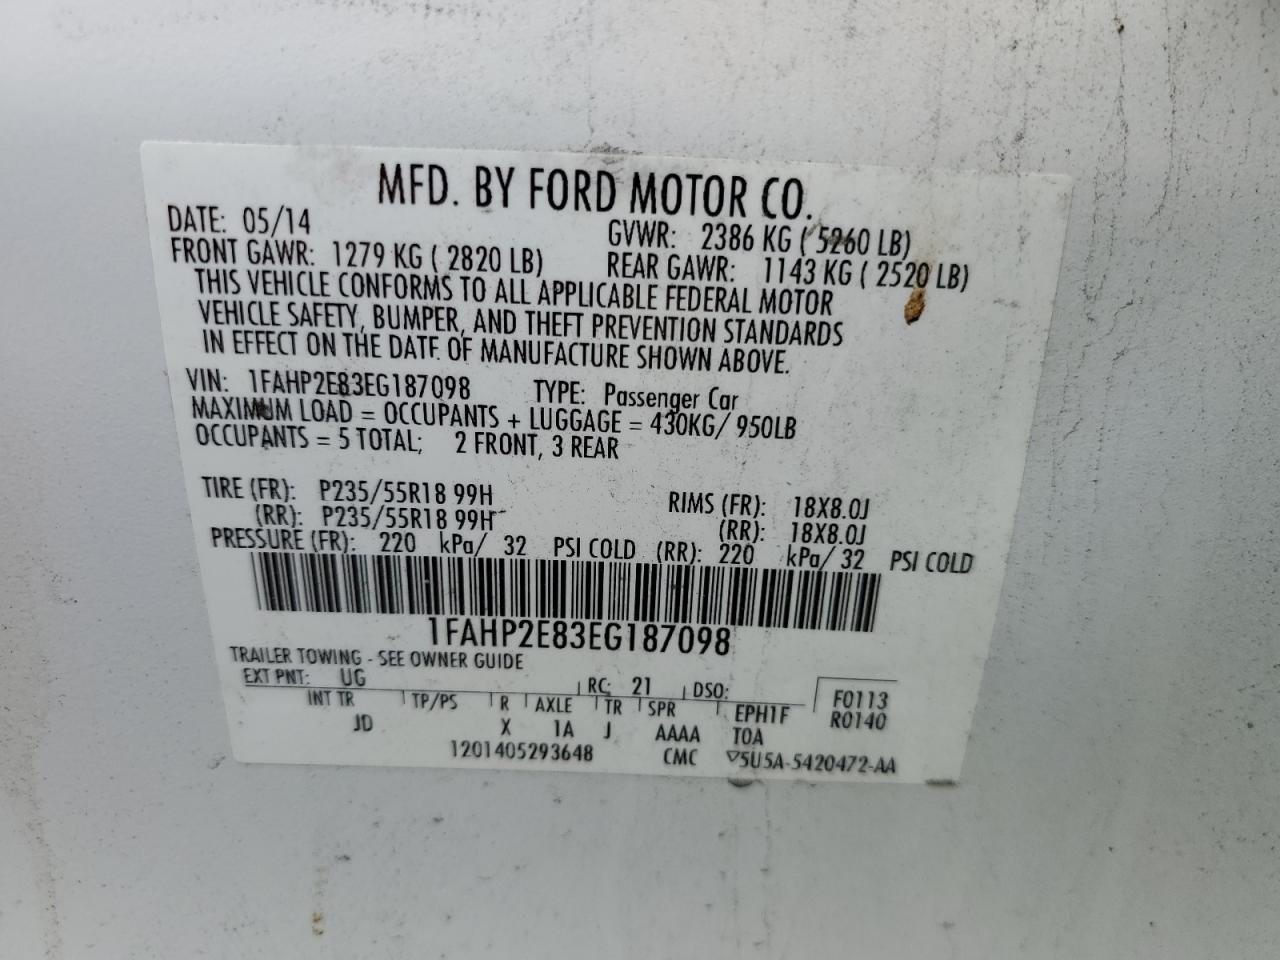 MFD. BY FORD MOTOR CO.
DATE: 05/14 GVWR: 2386 KG ( 5260 LB)
FRONT GAWR: 1279 KG ( 2820 LB) REAR GAWR: 1143 KG ( 2520 LB)
THIS VEHICLE CONFORMS TO ALL APPLICABLE FEDERAL MOTOR
VEHICLE SAFETY, BUMPER, AND THEFT PREVENTION STANDARDS
IN EFFECT ON THE DATE OF MANUFACTURE SHOWN ABOVE.
VIN: 1FAHP2E83EG187098 TYPE: Passenger Car
MAXIMUM LOAD = OCCUPANTS + LUGGAGE = 430KG/ 950LB
OCCUPANTS = 5 TOTAL; 2 FRONT, 3 REAR
TIRE (FR): P235/55R18 99H RIMS (FR): 18X8.0J
(RR): P235/55R18 99H (RR): 18X8.0J
PRESSURE (FR): 220 kPa/ 32 PSI COLD (RR): 220 kPa/ 32 PSI COLD
1FAHP2E83EG187098
TRAILER TOWING - SEE OWNER GUIDE
EXT PNT: UG RC: 21 DSO: F0113
INT TR TP/PS R AXLE TR SPR EPH1F R0140
JD X 1A J AAAA T0A
1201405293648 CMC ▽5U5A-5420472-AA